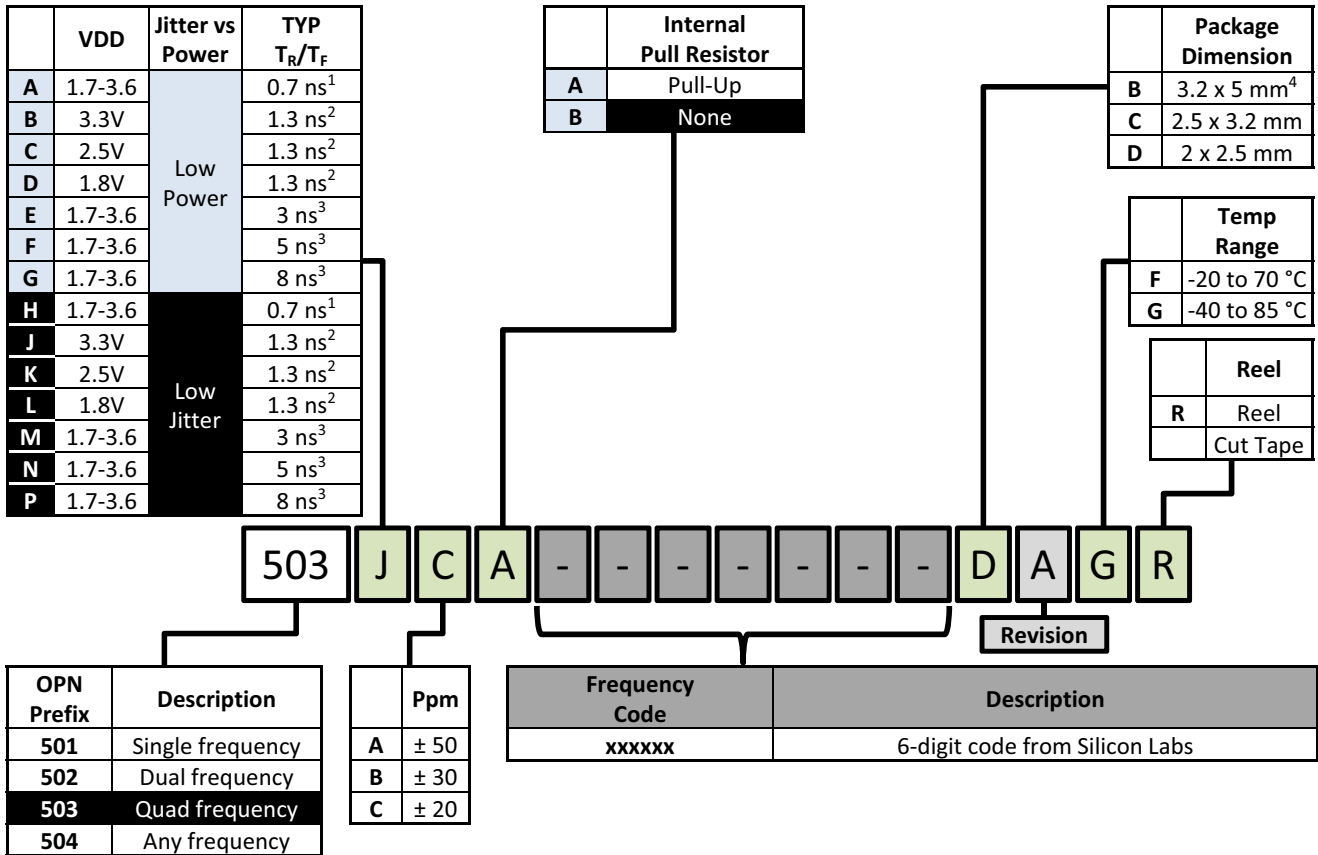 VDD Jitter vs Power TYP T_R/T_F
A 1.7-3.6 0.7 ns¹
B 3.3V 1.3 ns²
C 2.5V 1.3 ns²
D 1.8V Low Power 1.3 ns²
E 1.7-3.6 3 ns³
F 1.7-3.6 5 ns³
G 1.7-3.6 8 ns³
H 1.7-3.6 0.7 ns¹
J 3.3V 1.3 ns²
K 2.5V 1.3 ns²
L 1.8V Low Jitter 1.3 ns²
M 1.7-3.6 3 ns³
N 1.7-3.6 5 ns³
P 1.7-3.6 8 ns³
Internal
Pull Resistor
A Pull-Up
B None
Package
Dimension
B 3.2 x 5 mm⁴
C 2.5 x 3.2 mm
D 2 x 2.5 mm
Temp
Range
F -20 to 70 °C
G -40 to 85 °C
Reel
R Reel
Cut Tape
503 J C A - - - - - - - D A G R
Revision
OPN
Prefix Description
501 Single frequency
502 Dual frequency
503 Quad frequency
504 Any frequency
Ppm
A ± 50
B ± 30
C ± 20
Frequency
Code Description
xxxxxx 6-digit code from Silicon Labs